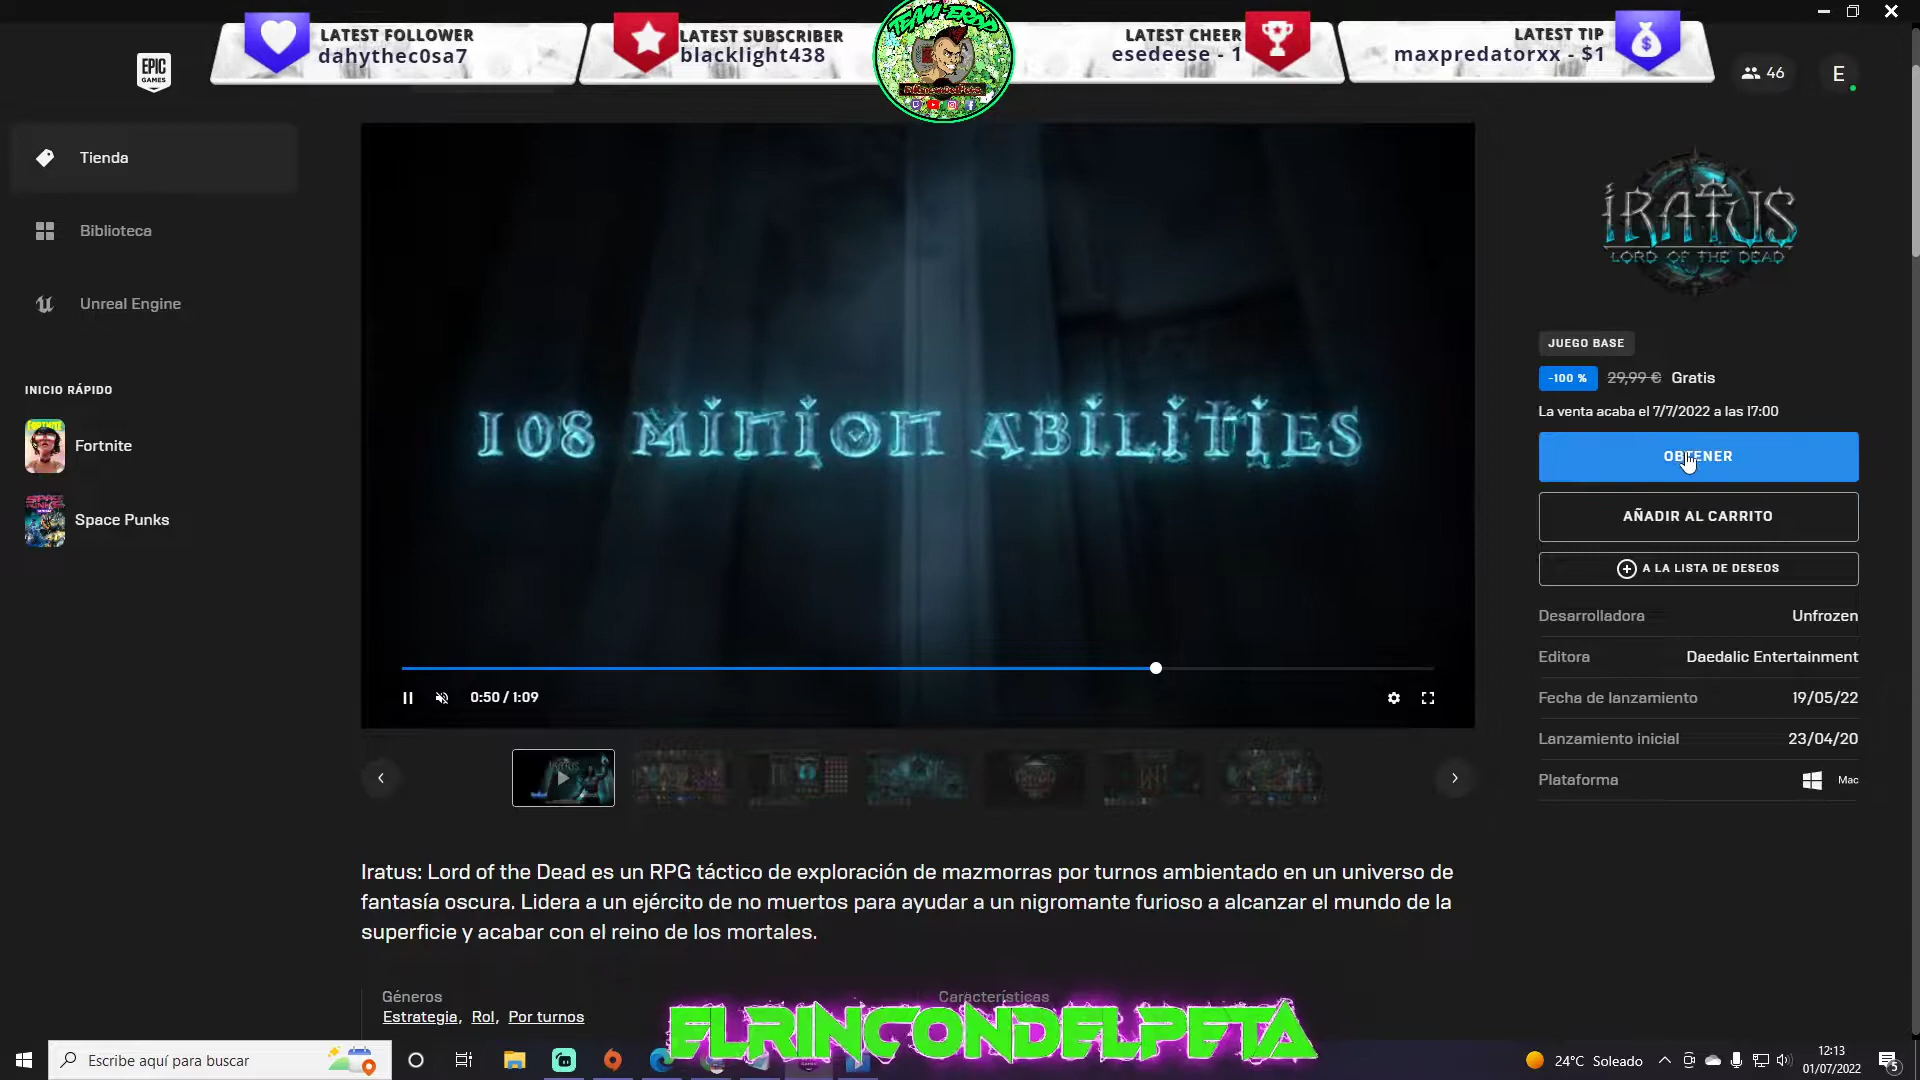 LATEST FOLLOWER
dahythec0sa7
LATEST SUBSCRIBER
blacklight438
TEAM ERDP
ElRinconDelPeta
LATEST CHEER
esedeese - 1
LATEST TIP
maxpredatorxx - $1
EPIC
GAMES
46
E
Tienda
Biblioteca
Unreal Engine
INICIO RÁPIDO
Fortnite
Space Punks
108 MINION ABILITIES
0:50 / 1:09
IRATUS
LORD OF THE DEAD
JUEGO BASE
-100 % 29,99 € Gratis
La venta acaba el 7/7/2022 a las 17:00
OBTENER
AÑADIR AL CARRITO
A LA LISTA DE DESEOS
Desarrolladora Unfrozen
Editora Daedalic Entertainment
Fecha de lanzamiento 19/05/22
Lanzamiento inicial 23/04/20
Plataforma Mac
Iratus: Lord of the Dead es un RPG táctico de exploración de mazmorras por turnos ambientado en un universo de
fantasía oscura. Lidera a un ejército de no muertos para ayudar a un nigromante furioso a alcanzar el mundo de la
superficie y acabar con el reino de los mortales.
Géneros
Estrategia, Rol, Por turnos
Características
ELRINCONDELPETA
Escribe aquí para buscar
24°C Soleado
12:13
01/07/2022
5